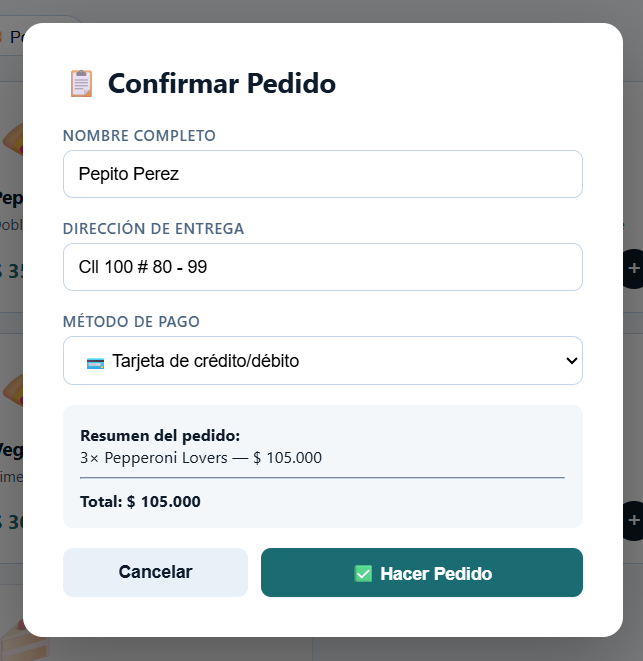 Confirmar Pedido
NOMBRE COMPLETO
Pepito Perez
DIRECCIÓN DE ENTREGA
Cll 100 # 80 - 99
MÉTODO DE PAGO
Tarjeta de crédito/débito
Resumen del pedido:
3× Pepperoni Lovers — $ 105.000
Total: $ 105.000
Cancelar
Hacer Pedido